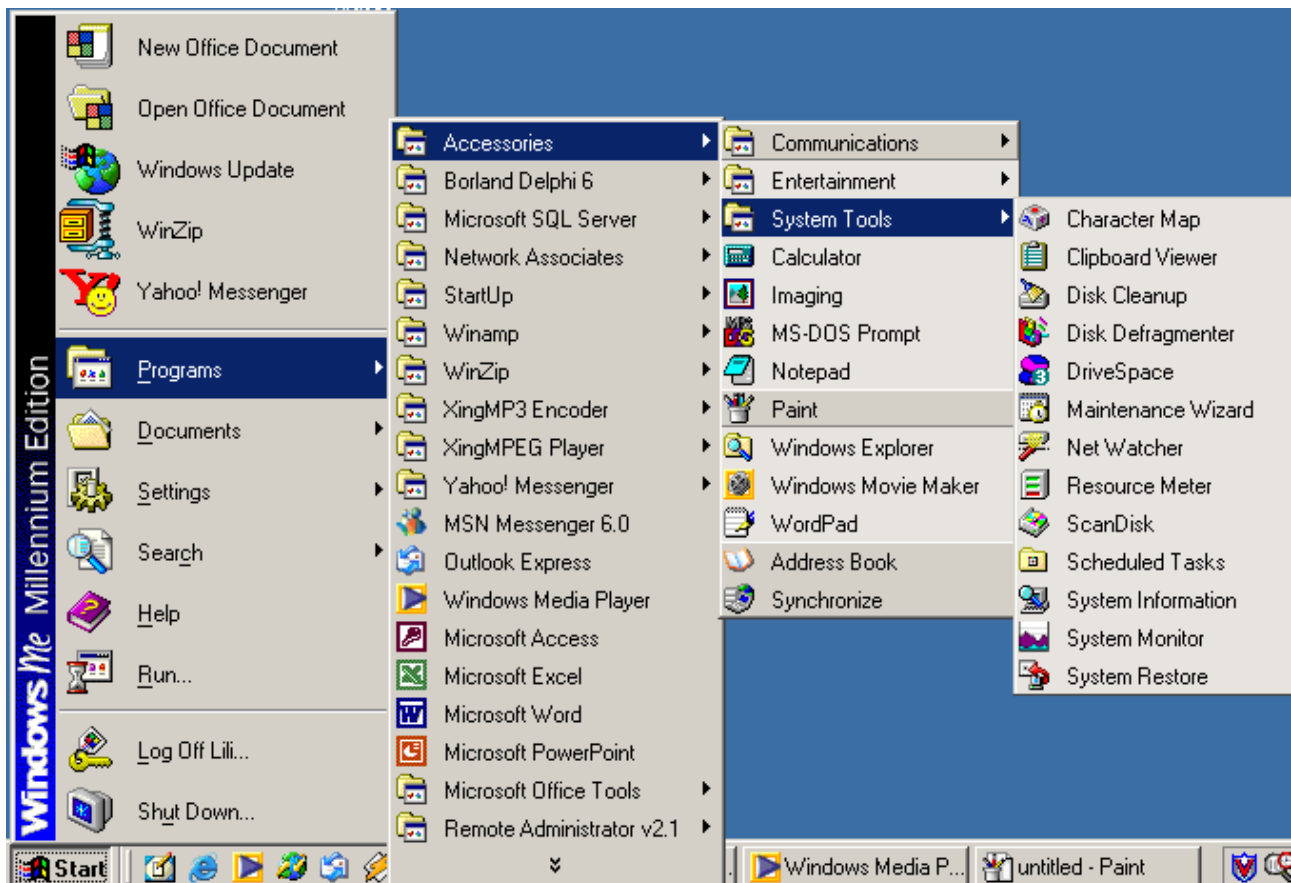 New Office Document
Open Office Document
Windows Update
WinZip
Yahoo! Messenger
Programs
Documents
Settings
Search
Help
Run...
Log Off Lili...
Shut Down...
Windows Me Millennium Edition
Accessories
Borland Delphi 6
Microsoft SQL Server
Network Associates
StartUp
Winamp
WinZip
XingMP3 Encoder
XingMPEG Player
Yahoo! Messenger
MSN Messenger 6.0
Outlook Express
Windows Media Player
Microsoft Access
Microsoft Excel
Microsoft Word
Microsoft PowerPoint
Microsoft Office Tools
Remote Administrator v2.1
Communications
Entertainment
System Tools
Calculator
Imaging
MS-DOS Prompt
Notepad
Paint
Windows Explorer
Windows Movie Maker
WordPad
Address Book
Synchronize
Character Map
Clipboard Viewer
Disk Cleanup
Disk Defragmenter
DriveSpace
Maintenance Wizard
Net Watcher
Resource Meter
ScanDisk
Scheduled Tasks
System Information
System Monitor
System Restore
Start
Windows Media P...
untitled - Paint